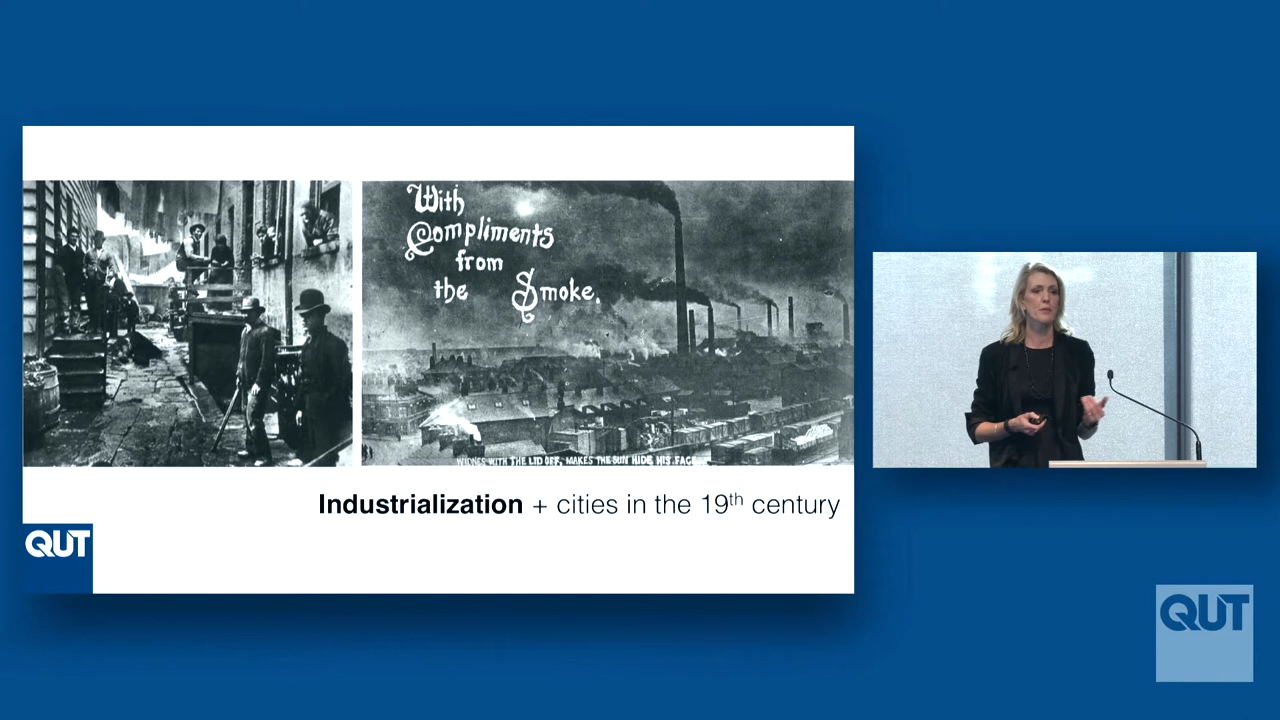 With
Compliments
from
the Smoke.
WITH THE LID OFF, MAKES THE SUN HIDE HIS FACE
Industrialization + cities in the 19th century
QUT
QUT